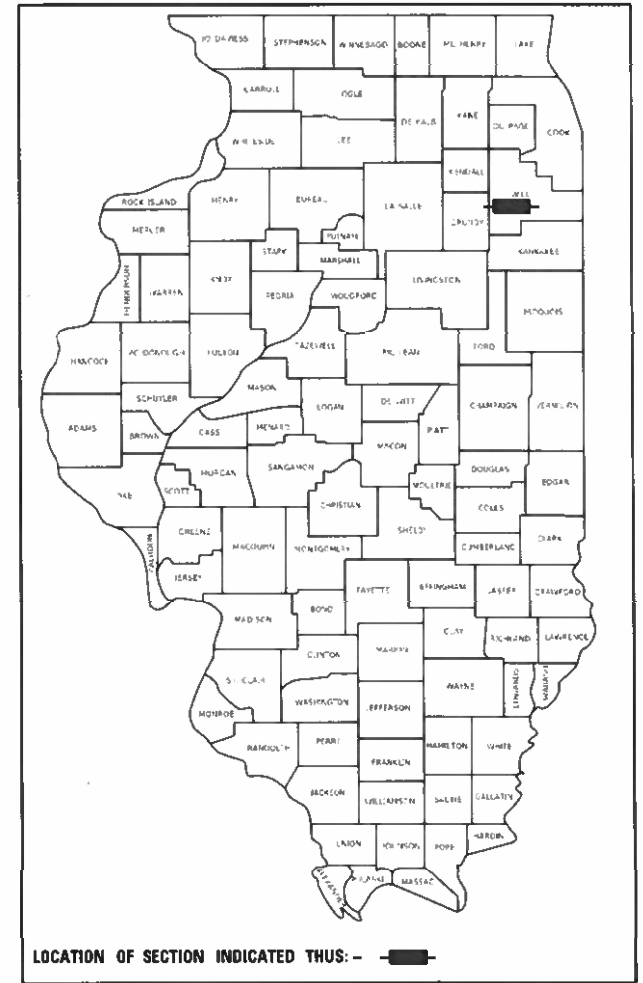 JO DAVIESS STEPHENSON WINNEBAGO BOONE MC HENRY LAKE
CARROLL OGLE
DE KALB KANE DU PAGE COOK
WHITESIDE LEE
KENDALL WILL
ROCK ISLAND HENRY BUREAU LA SALLE
MERCER GRUNDY
PUTNAM
STARK MARSHALL KANKAKEE
HENDERSON WARREN KNOX PEORIA WOODFORD LIVINGSTON IROQUOIS
HANCOCK MC DONOUGH FULTON TAZEWELL MC LEAN FORD
MASON
SCHUYLER LOGAN DE WITT CHAMPAIGN VERMILION
ADAMS BROWN CASS MENARD MACON PIATT
PIKE SCOTT MORGAN SANGAMON MOULTRIE DOUGLAS EDGAR
CHRISTIAN COLES
CALHOUN GREENE MACOUPIN MONTGOMERY SHELBY CUMBERLAND CLARK
JERSEY FAYETTE EFFINGHAM JASPER CRAWFORD
MADISON BOND CLAY RICHLAND LAWRENCE
CLINTON MARION
ST. CLAIR WAYNE EDWARDS WABASH
MONROE WASHINGTON JEFFERSON
RANDOLPH PERRY HAMILTON WHITE
FRANKLIN
JACKSON WILLIAMSON SALINE GALLATIN
UNION JOHNSON POPE HARDIN
ALEXANDER PULASKI MASSAC
LOCATION OF SECTION INDICATED THUS: -